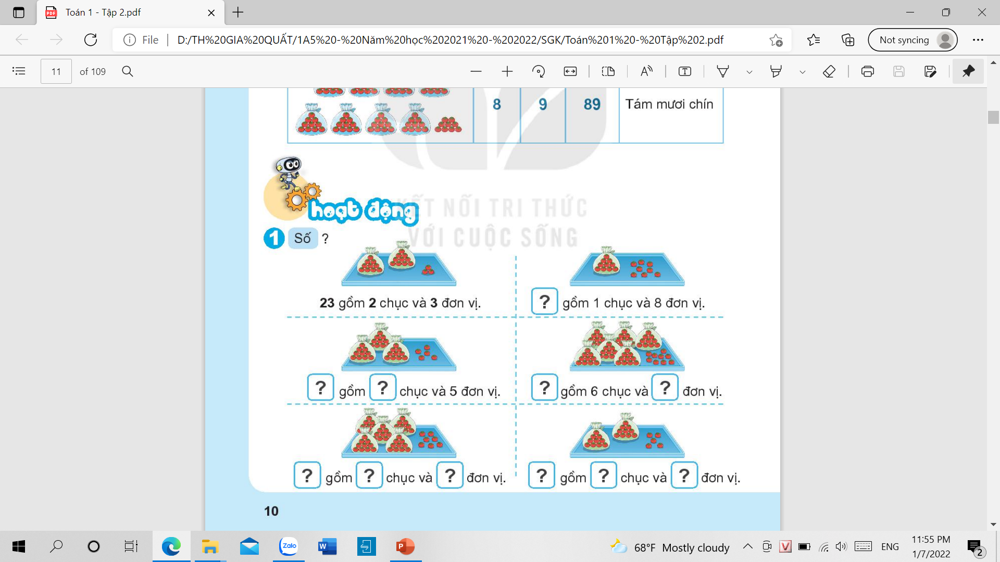 Toán 1 - Tập 2.pdf
File
D:/TH%20GIA%20QUẤT/1A5%20-%20Năm%20học%202021%20-%202022/SGK/Toán%201%20-%20Tập%202.pdf
Not syncing
11 of 109
8 9 89 Tám mươi chín
hoạt động
KẾT NỐI TRI THỨC
VỚI CUỘC SỐNG
1 Số ?
23 gồm 2 chục và 3 đơn vị.
? gồm 1 chục và 8 đơn vị.
? gồm ? chục và 5 đơn vị.
? gồm 6 chục và ? đơn vị.
? gồm ? chục và ? đơn vị.
? gồm ? chục và ? đơn vị.
10
Zalo
68°F Mostly cloudy
ENG
11:55 PM
1/7/2022
2